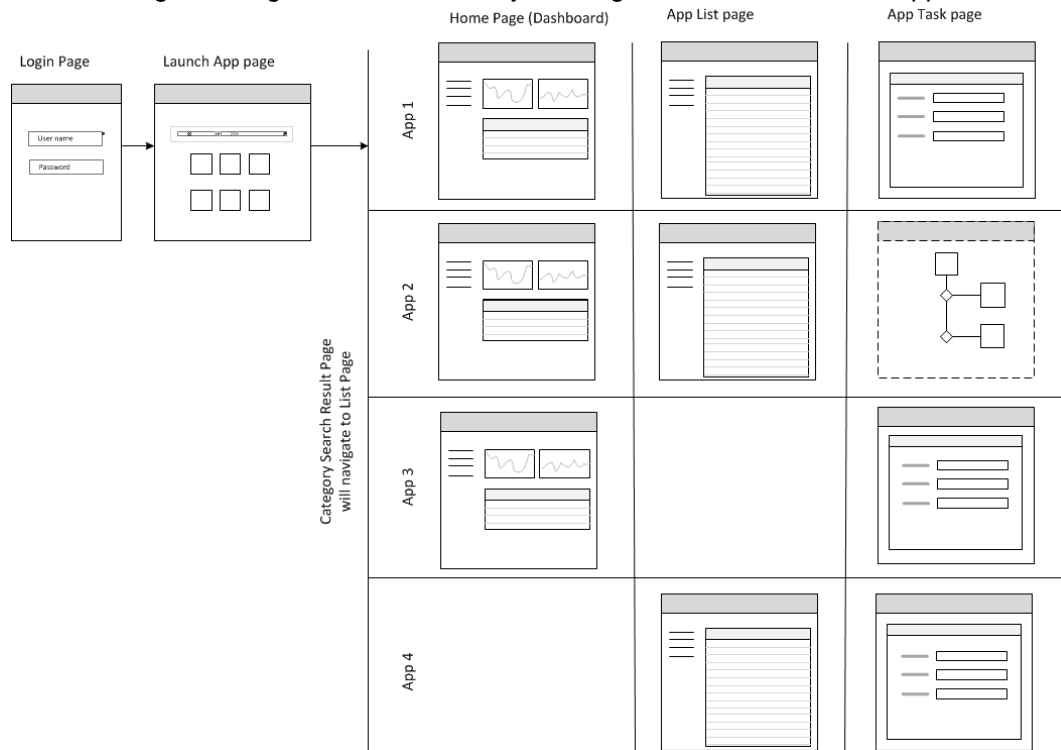 Home Page (Dashboard)
App List page
App Task page
Login Page
Launch App page
User name
Password
App 1
App 2
Category Search Result Page
will navigate to List Page
App 3
App 4